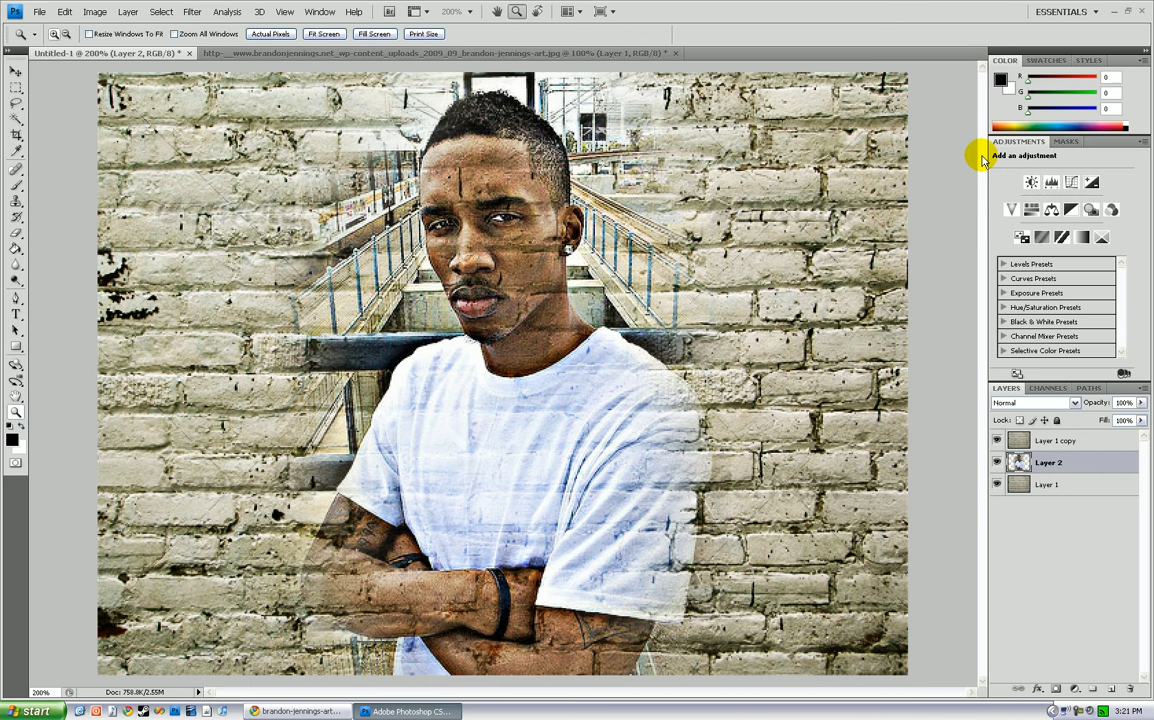 Ps File Edit Image Layer Select Filter Analysis 3D View Window Help Br 200% ESSENTIALS
Resize Windows To Fit Zoom All Windows Actual Pixels Fit Screen Fill Screen Print Size
Untitled-1 @ 200% (Layer 2, RGB/8) * × http-__www.brandonjennings.net_wp-content_uploads_2009_09_brandon-jennings-art.jpg @ 100% (Layer 1, RGB/8) * ×
COLOR SWATCHES STYLES
R 0
G 0
B 0
ADJUSTMENTS MASKS
Add an adjustment
Levels Presets
Curves Presets
Exposure Presets
Hue/Saturation Presets
Black & White Presets
Channel Mixer Presets
Selective Color Presets
LAYERS CHANNELS PATHS
Normal Opacity: 100%
Lock: Fill: 100%
Layer 1 copy
Layer 2
Layer 1
200% Doc: 758.8K/2.55M
start brandon-jennings-art... Adobe Photoshop CS... 3:21 PM